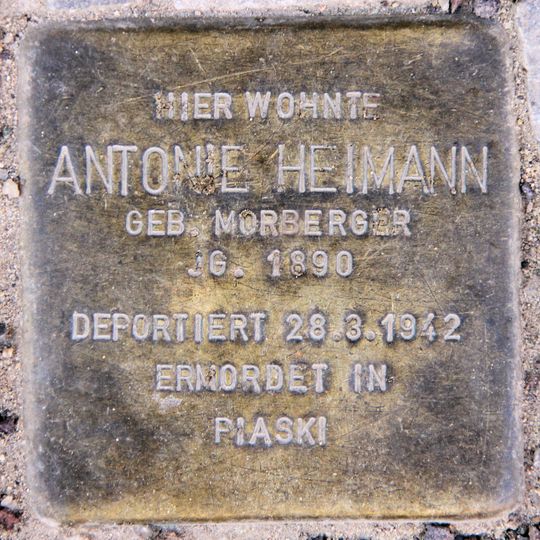 HIER WOHNTE
ANTONIE HEIMANN
GEB. MORBERGER
JG. 1890
DEPORTIERT 28.3.1942
ERMORDET IN
PIASKI